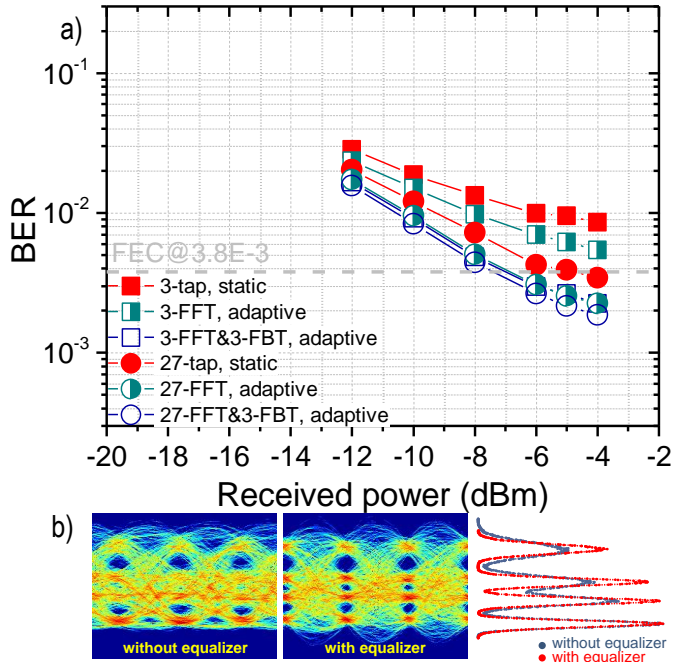 a)
10⁻¹
10⁻²
10⁻³
BER
FEC@3.8E-3
3-tap, static
3-FFT, adaptive
3-FFT&3-FBT, adaptive
27-tap, static
27-FFT, adaptive
27-FFT&3-FBT, adaptive
-20 -18 -16 -14 -12 -10 -8 -6 -4 -2
Received power (dBm)
b)
without equalizer
with equalizer
without equalizer
with equalizer